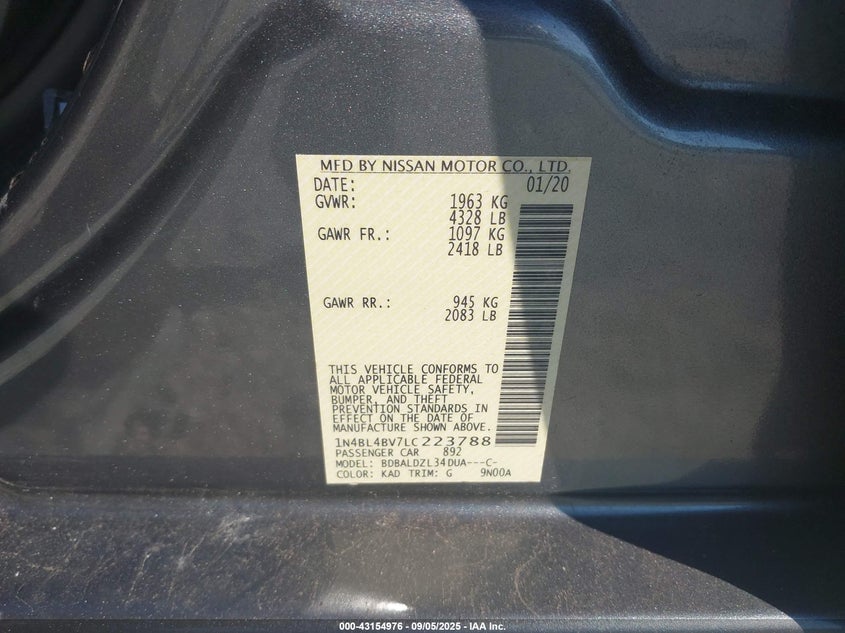 MFD BY NISSAN MOTOR CO., LTD.
DATE: 01/20
GVWR: 1963 KG
4328 LB
GAWR FR.: 1097 KG
2418 LB
GAWR RR.: 945 KG
2083 LB
THIS VEHICLE CONFORMS TO
ALL APPLICABLE FEDERAL
MOTOR VEHICLE SAFETY,
BUMPER, AND THEFT
PREVENTION STANDARDS IN
EFFECT ON THE DATE OF
MANUFACTURE SHOWN ABOVE.
1N4BL4BV7LC223788
PASSENGER CAR 892
MODEL: BDBALDZL34DUA---C-
COLOR: KAD TRIM: G 9N00A
000-43154976 - 09/05/2025 - IAA Inc.